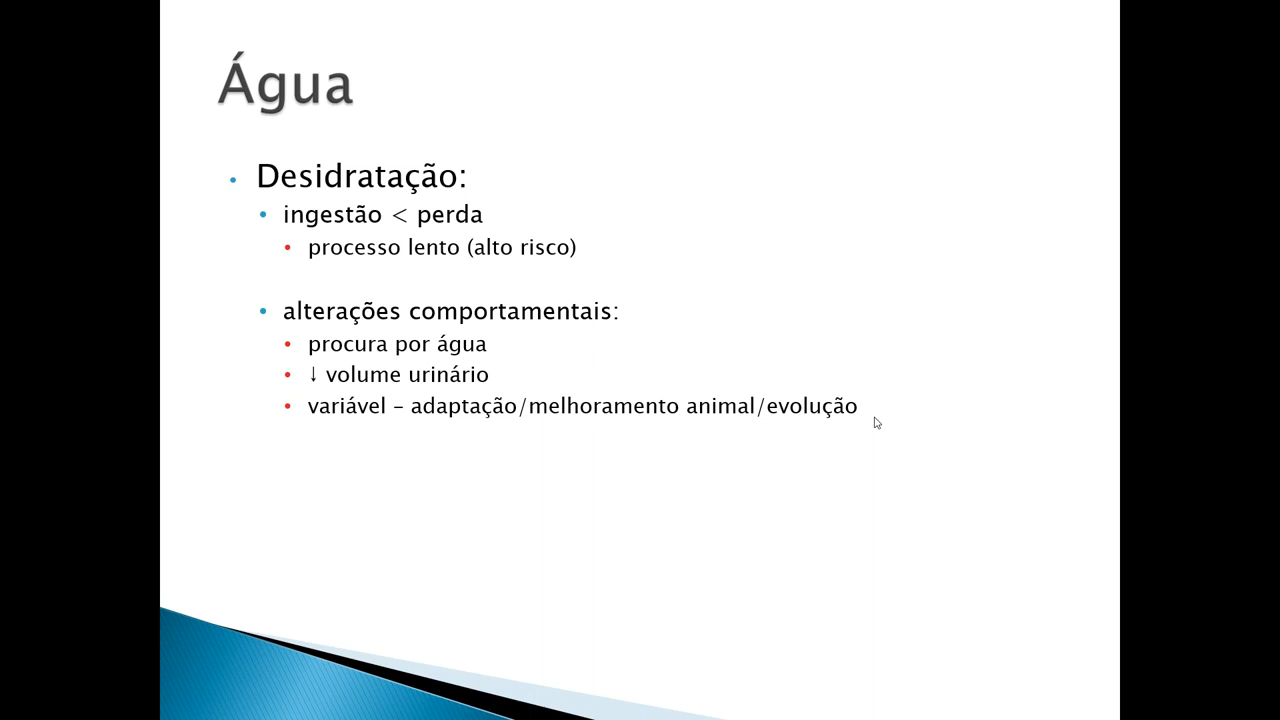 Água
• Desidratação:
• ingestão < perda
• processo lento (alto risco)
• alterações comportamentais:
• procura por água
• ↓ volume urinário
• variável – adaptação/melhoramento animal/evolução